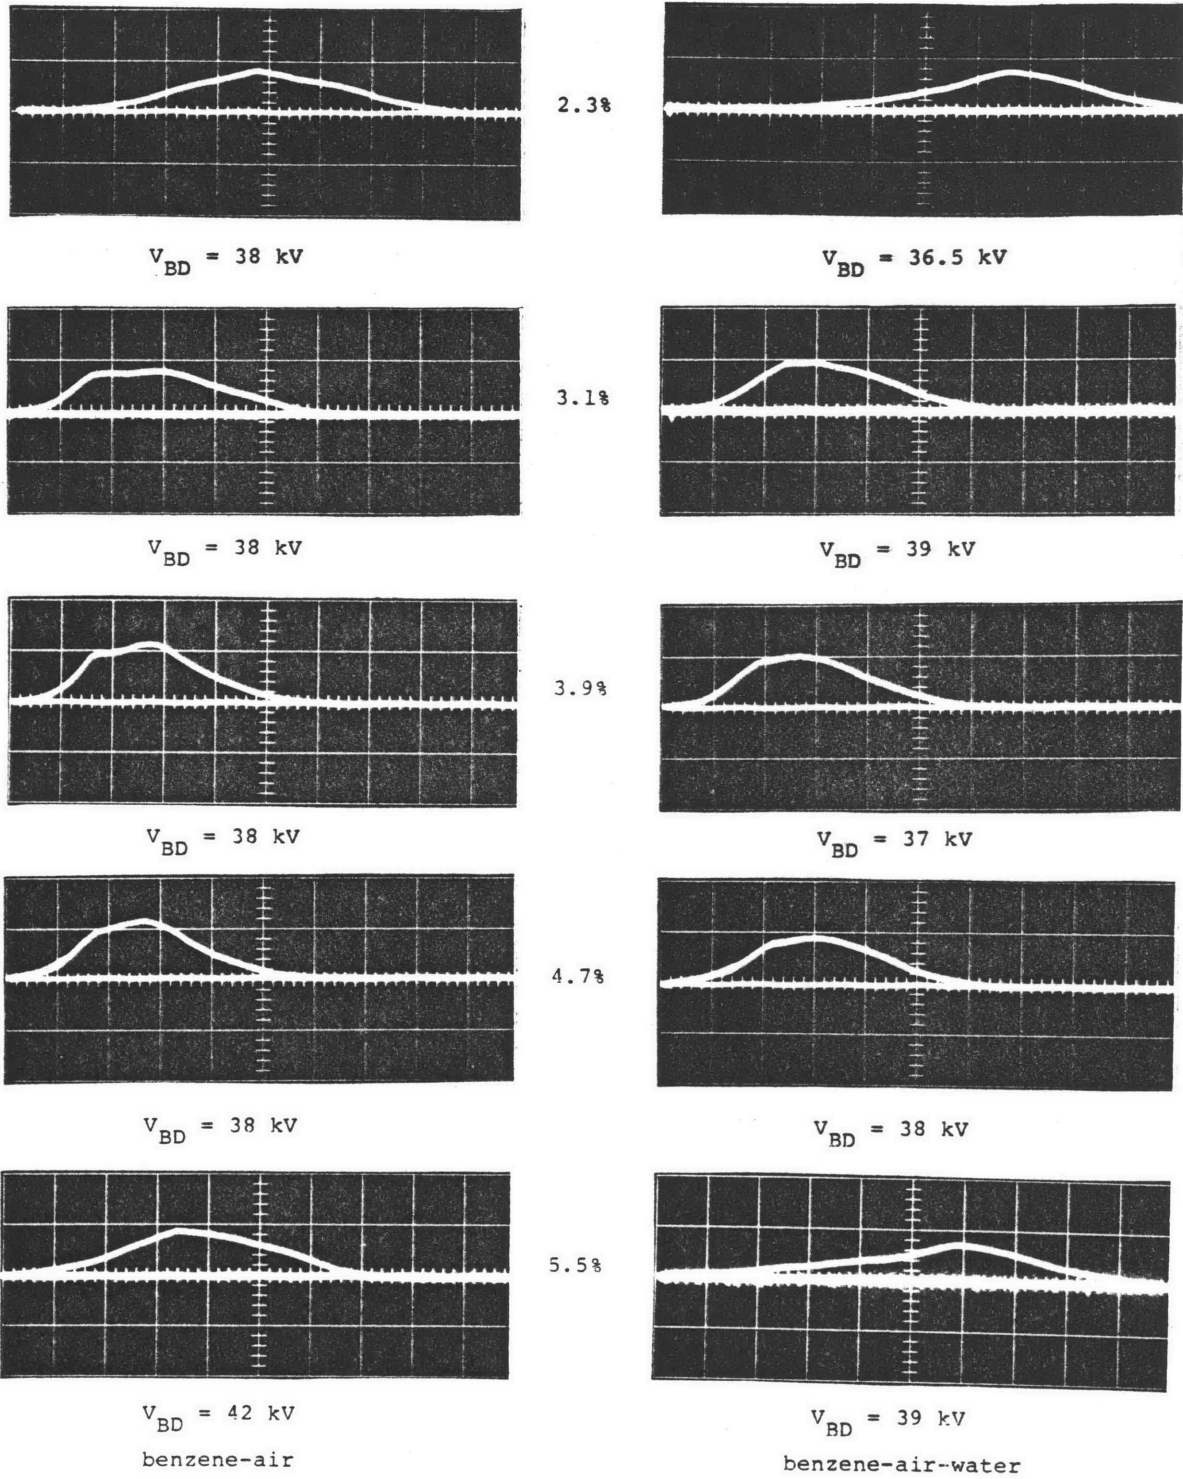 2.3%
V_BD = 38 kV
V_BD = 36.5 kV
3.1%
V_BD = 38 kV
V_BD = 39 kV
3.9%
V_BD = 38 kV
V_BD = 37 kV
4.7%
V_BD = 38 kV
V_BD = 38 kV
5.5%
V_BD = 42 kV
V_BD = 39 kV
benzene-air
benzene-air-water